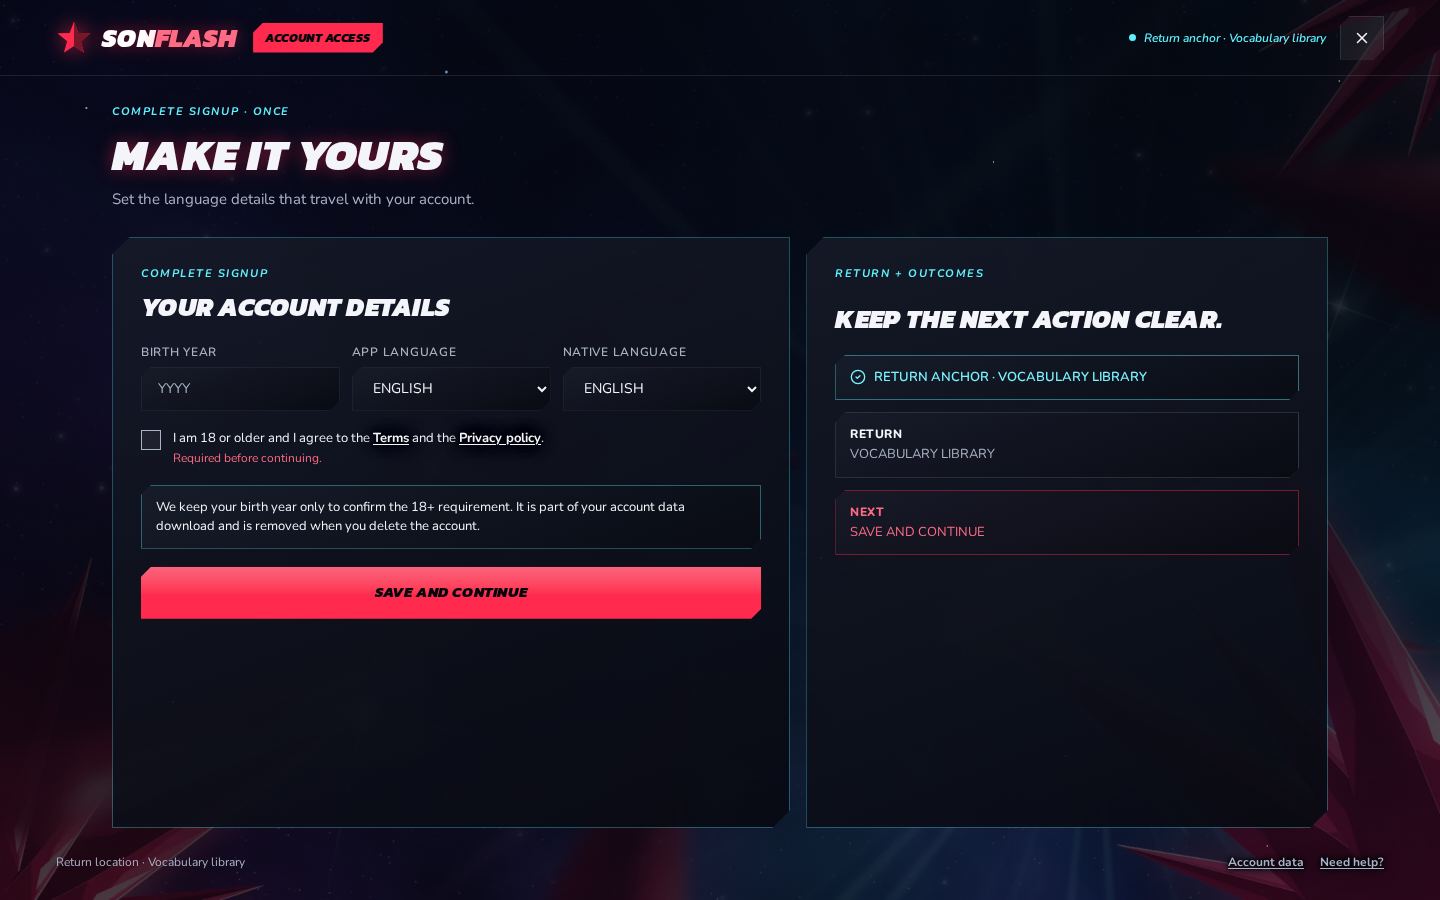 SONFLASH
ACCOUNT ACCESS
Return anchor · Vocabulary library
COMPLETE SIGNUP · ONCE
MAKE IT YOURS
Set the language details that travel with your account.
COMPLETE SIGNUP
YOUR ACCOUNT DETAILS
BIRTH YEAR
APP LANGUAGE
NATIVE LANGUAGE
YYYY
ENGLISH
ENGLISH
I am 18 or older and I agree to the Terms and the Privacy policy.
Required before continuing.
We keep your birth year only to confirm the 18+ requirement. It is part of your account data
download and is removed when you delete the account.
SAVE AND CONTINUE
RETURN + OUTCOMES
KEEP THE NEXT ACTION CLEAR.
RETURN ANCHOR · VOCABULARY LIBRARY
RETURN
VOCABULARY LIBRARY
NEXT
SAVE AND CONTINUE
Return location · Vocabulary library
Account data
Need help?